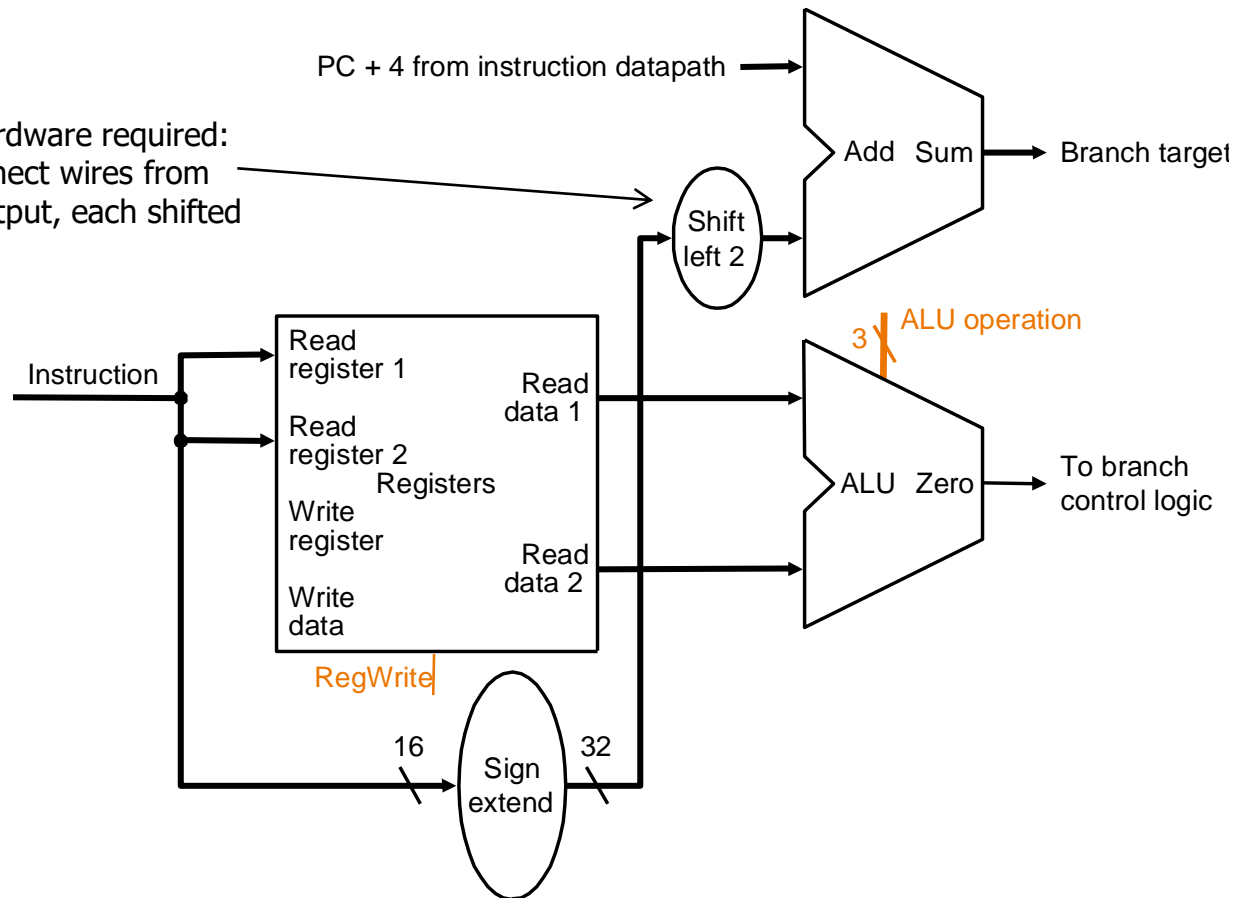 PC + 4 from instruction datapath
Add Sum
Branch target
rdware required:
nect wires from
tput, each shifted
Shift
left 2
ALU operation
3
Instruction
Read
register 1
Read
data 1
Read
register 2
Registers
ALU Zero
To branch
control logic
Write
register
Read
data 2
Write
data
RegWrite
16
32
Sign
extend